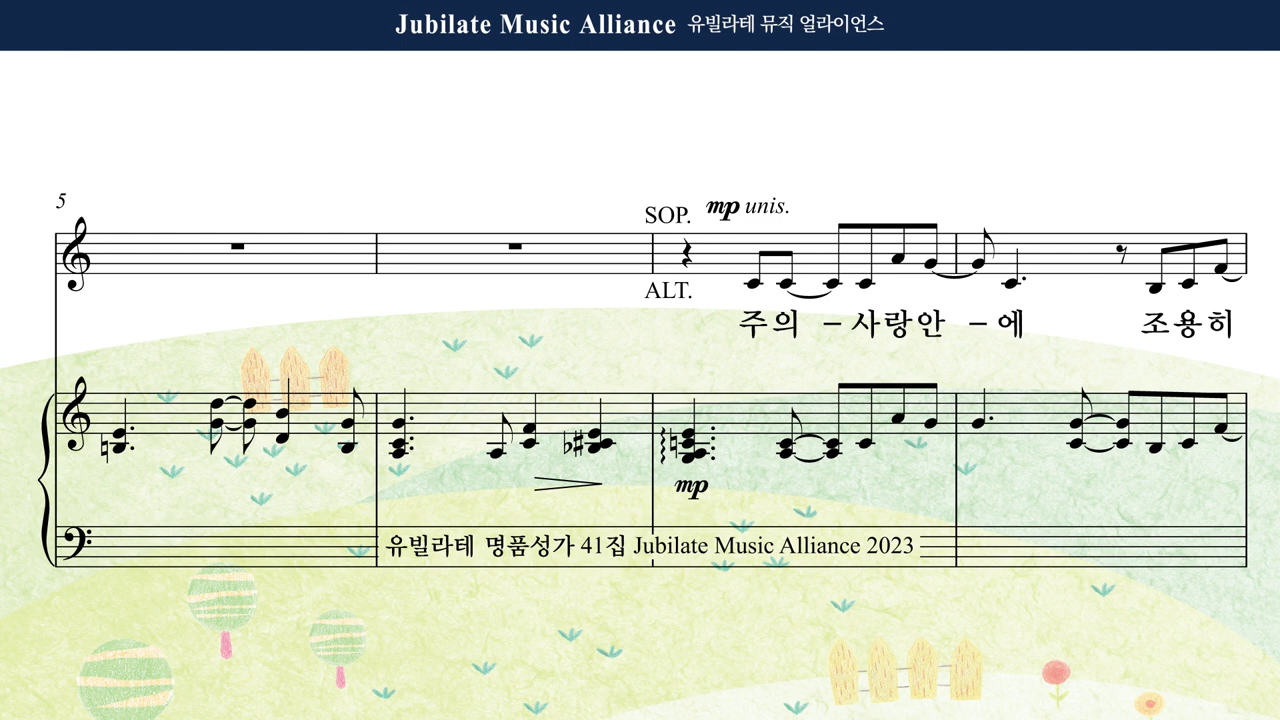 Jubilate Music Alliance 유빌라테 뮤직 얼라이언스
5
SOP. mp unis.
ALT.
주의 - 사랑안 - 에 조용히
mp
유빌라테 명품성가 41집 Jubilate Music Alliance 2023